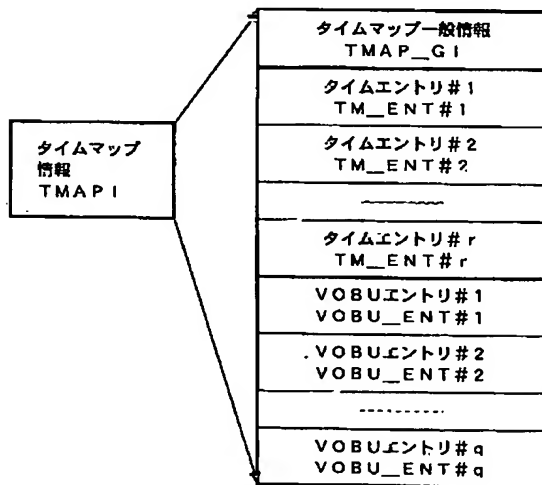 タイムマップ
情報
TMAPI
タイムマップ一般情報
TMAP_GI
タイムエントリ#1
TM_ENT#1
タイムエントリ#2
TM_ENT#2
タイムエントリ#r
TM_ENT#r
VOBUエントリ#1
VOBU_ENT#1
VOBUエントリ#2
VOBU_ENT#2
VOBUエントリ#q
VOBU_ENT#q